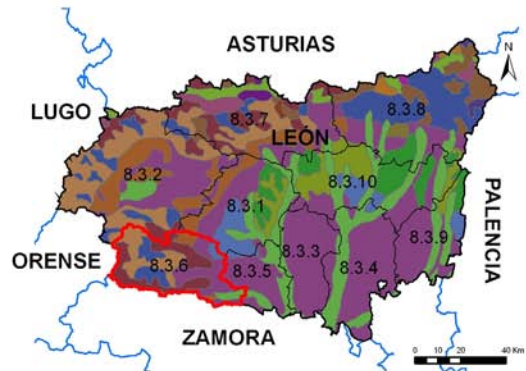 ASTURIAS
N
LUGO
8.3.7
8.3.8
LEÓN
8.3.2
8.3.10
PALENCIA
8.3.1
8.3.9
ORENSE
8.3.3
8.3.6
8.3.5
8.3.4
ZAMORA
0 10 20 40 Km